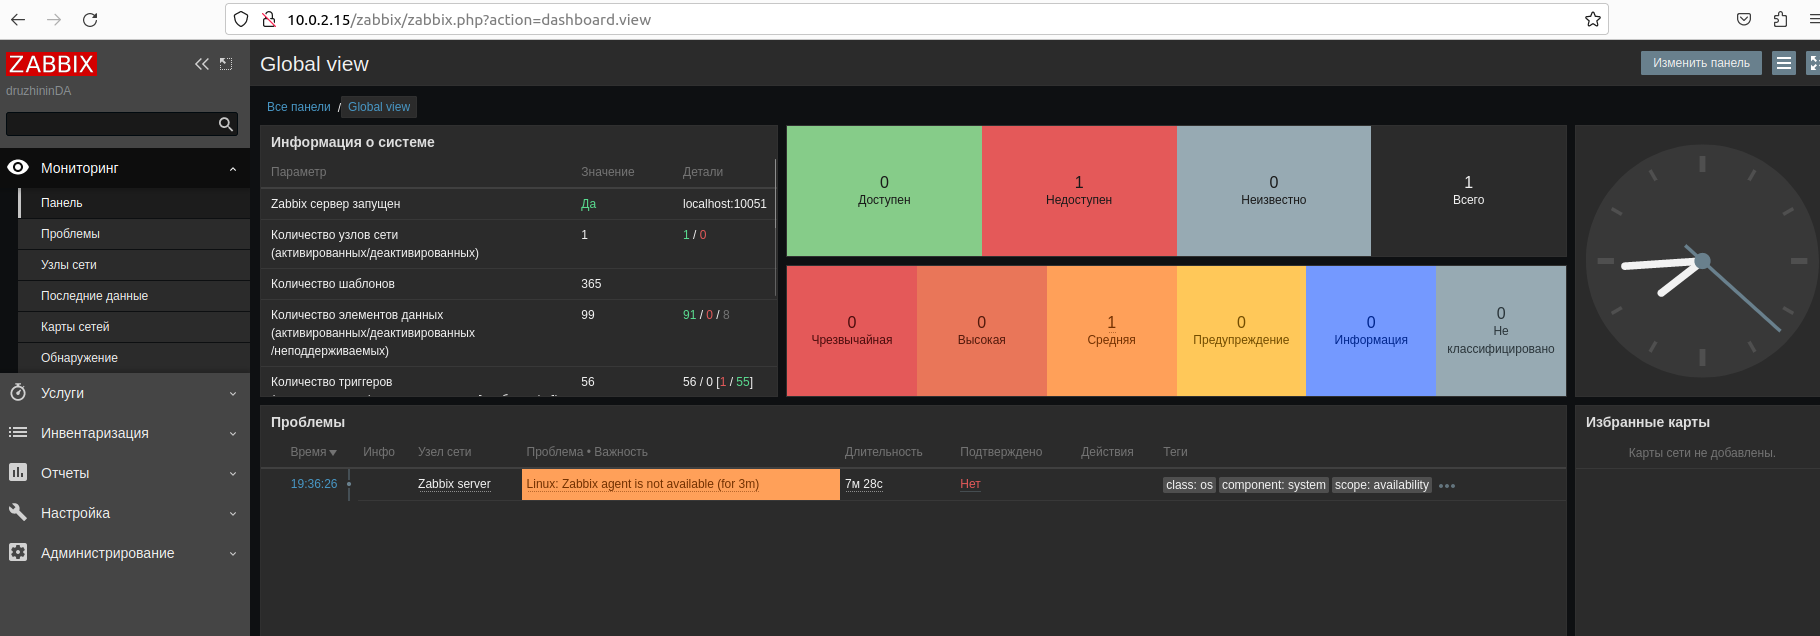 10.0.2.15/zabbix/zabbix.php?action=dashboard.view
ZABBIX
druzhininDA
Мониторинг
Панель
Проблемы
Узлы сети
Последние данные
Карты сетей
Обнаружение
Услуги
Инвентаризация
Отчеты
Настройка
Администрирование
Global view
Изменить панель
Все панели / Global view
Информация о системе
Параметр Значение Детали
Zabbix сервер запущен Да localhost:10051
Количество узлов сети 1 1 / 0
(активированных/деактивированных)
Количество шаблонов 365
Количество элементов данных 99 91 / 0 / 8
(активированных/деактивированных
/неподдерживаемых)
Количество триггеров 56 56 / 0 [1 / 55]
0 1 0 1
Доступен Недоступен Неизвестно Всего
0 0 1 0 0 0
Чрезвычайная Высокая Средняя Предупреждение Информация Не
классифицировано
Проблемы
Время Инфо Узел сети Проблема • Важность Длительность Подтверждено Действия Теги
19:36:26 Zabbix server Linux: Zabbix agent is not available (for 3m) 7м 28с Нет class: os component: system scope: availability
Избранные карты
Карты сети не добавлены.